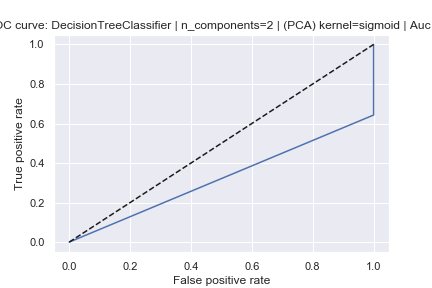 OC curve: DecisionTreeClassifier | n_components=2 | (PCA) kernel=sigmoid | Auc
1.0
0.8
0.6
0.4
0.2
0.0
True positive rate
0.0 0.2 0.4 0.6 0.8 1.0
False positive rate